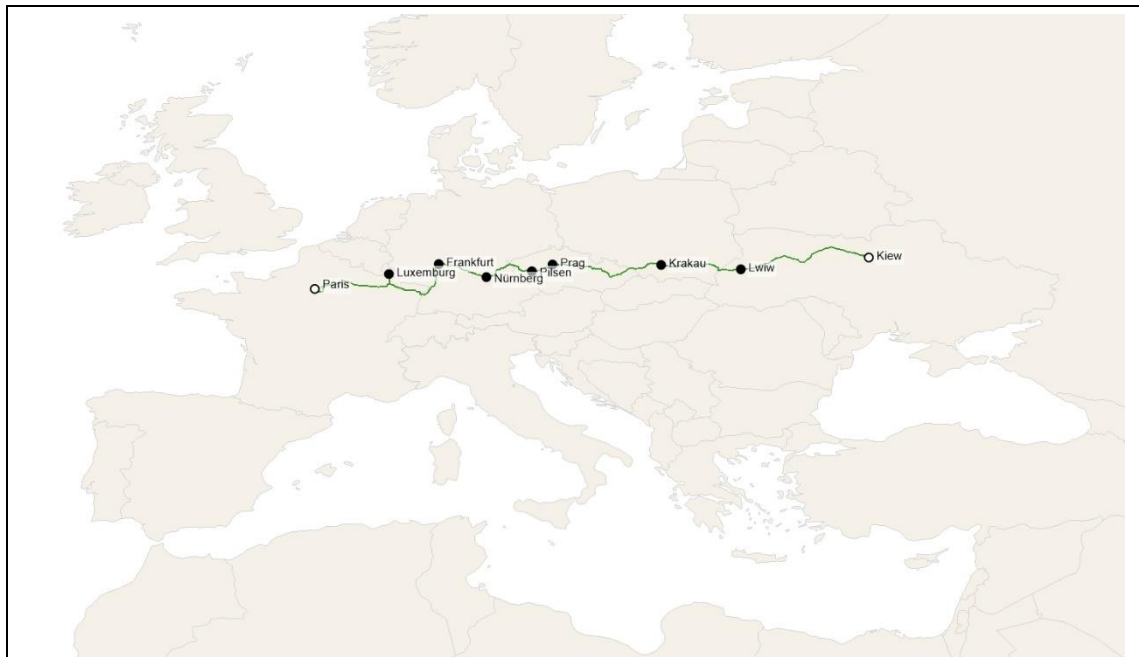 Paris
Luxemburg
Frankfurt
Nürnberg
Pilsen
Prag
Krakau
Lwiw
Kiew